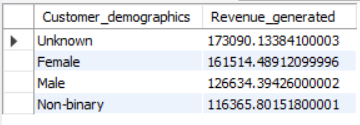 Customer_demographics Revenue_generated
Unknown 173090.13384100003
Female 161514.48912099996
Male 126634.39426000002
Non-binary 116365.80151800001